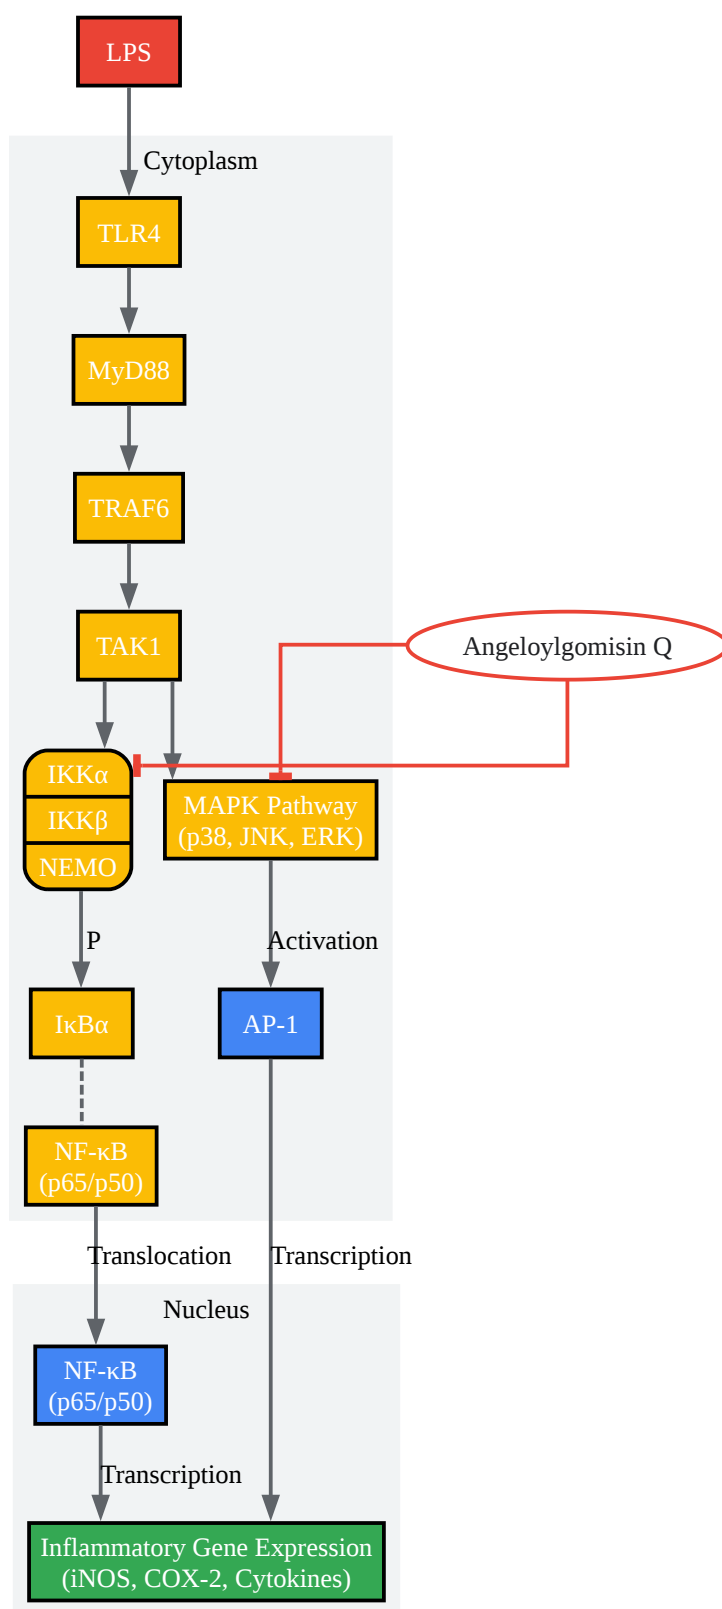 LPS
Cytoplasm
TLR4
MyD88
TRAF6
TAK1
Angeloylgomisin Q
IKKα
IKKβ
NEMO
MAPK Pathway
(p38, JNK, ERK)
P
Activation
IκBα
AP-1
NF-κB
(p65/p50)
Translocation
Transcription
Nucleus
NF-κB
(p65/p50)
Transcription
Inflammatory Gene Expression
(iNOS, COX-2, Cytokines)